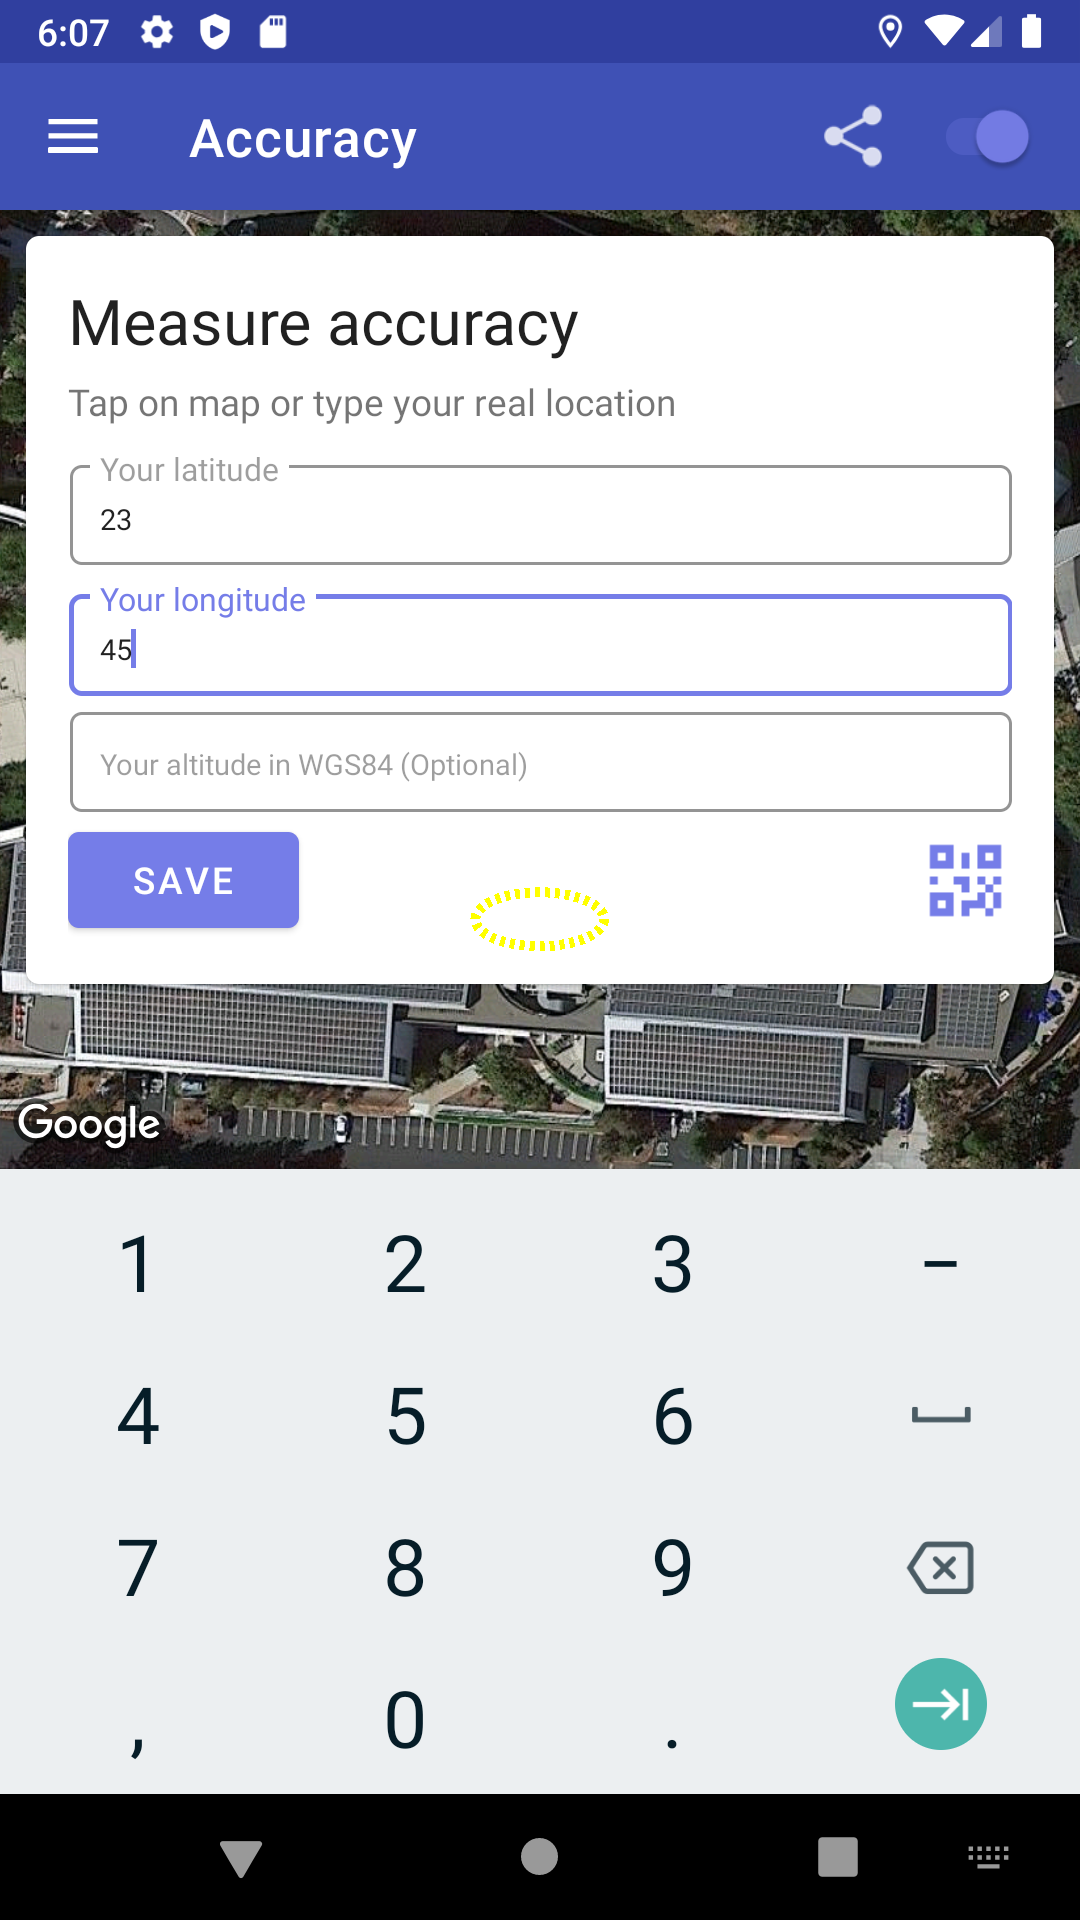 6:07
Accuracy
Measure accuracy
Tap on map or type your real location
Your latitude
23
Your longitude
45
Your altitude in WGS84 (Optional)
SAVE
Google
1 2 3 –
4 5 6
7 8 9
, 0 .